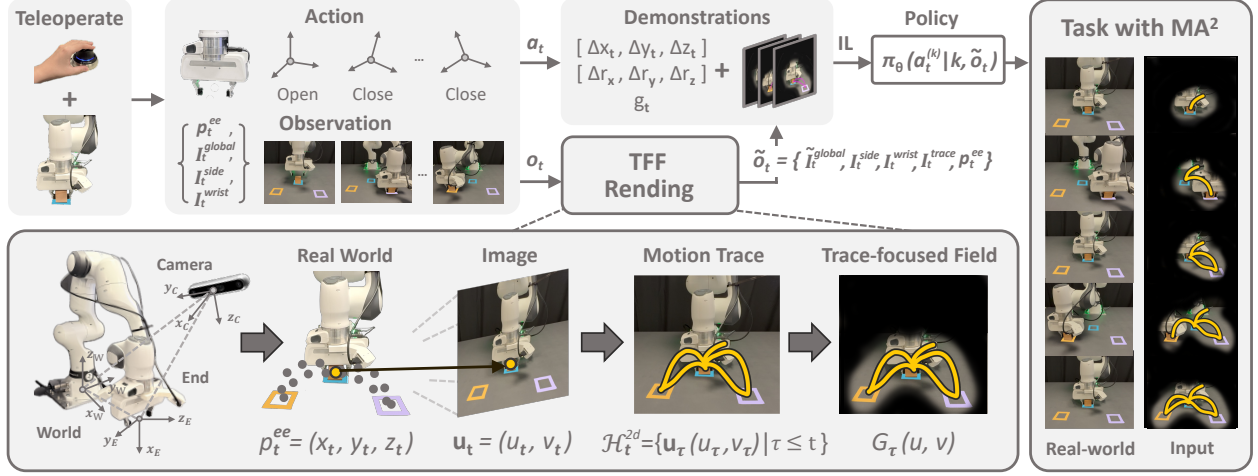 Teleoperate
+
Action
Open
Close
...
Close
{ p_t^ee ,
I_t^global ,
I_t^side ,
I_t^wrist }
Observation
...
a_t
o_t
Demonstrations
[ Δx_t , Δy_t , Δz_t ]
[ Δr_x , Δr_y , Δr_z ]
g_t
+
IL
Policy
π_θ(a_t^(k)|k, õ_t)
TFF
Rending
õ_t = { Ĩ_t^global, I_t^side, I_t^wrist, I_t^trace, p_t^ee}
Task with MA²
Real-world
Input
Camera
y_C
x_C
z_C
z_W
y_W
x_W
World
End
z_E
y_E
x_E
Real World
p_t^ee = (x_t, y_t, z_t)
Image
u_t = (u_t, v_t)
Motion Trace
ℋ_t^2d={u_τ(u_τ,v_τ)|τ ≤ t }
Trace-focused Field
G_τ(u, v)